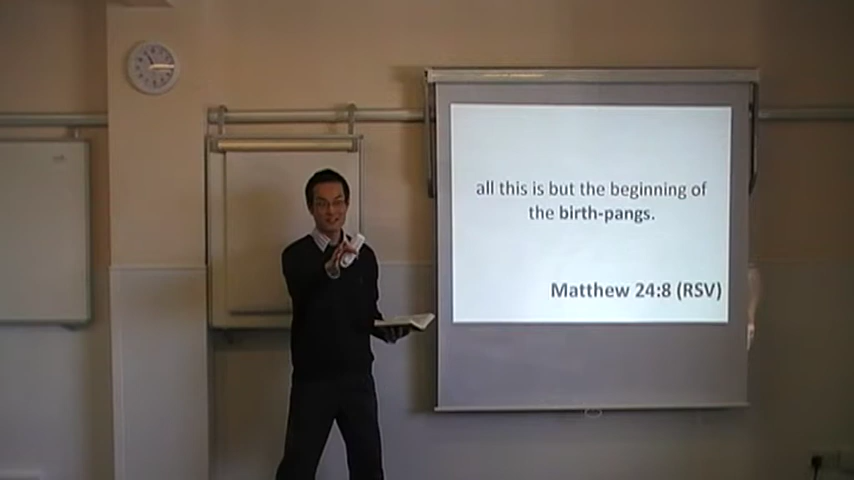 all this is but the beginning of
the birth-pangs.
Matthew 24:8 (RSV)